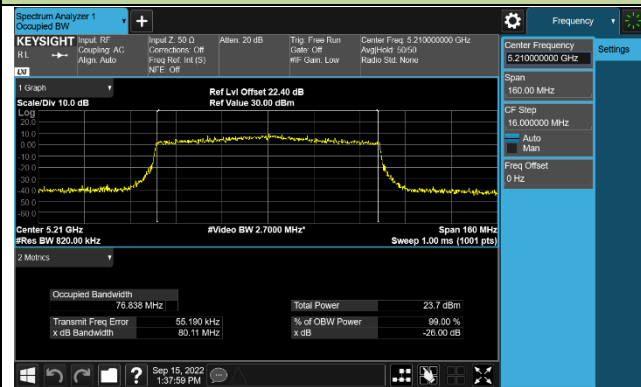 Spectrum Analyzer 1
Occupied BW
Frequency
KEYSIGHT
Input: RF
Coupling: AC
Align: Auto
Input Z: 50 Ω
Corrections: Off
Freq Ref: Int (S)
NFE: Off
Atten: 20 dB
Trig: Free Run
Gate: Off
#IF Gain: Low
Center Freq: 5.210000000 GHz
Avg|Hold: 50/50
Radio Std: None
RL
LXI
Center Frequency
5.210000000 GHz
Settings
Span
160.00 MHz
CF Step
16.000000 MHz
Auto
Man
Freq Offset
0 Hz
1 Graph
Scale/Div 10.0 dB
Ref Lvl Offset 22.40 dB
Ref Value 30.00 dBm
Log
20.0
10.0
0.00
-10.0
-20.0
-30.0
-40.0
-50.0
-60.0
Center 5.21 GHz
#Res BW 820.00 kHz
#Video BW 2.7000 MHz*
Span 160 MHz
Sweep 1.00 ms (1001 pts)
2 Metrics
Occupied Bandwidth
76.838 MHz
Total Power 23.7 dBm
Transmit Freq Error 55.190 kHz
% of OBW Power 99.00 %
x dB Bandwidth 80.11 MHz
x dB -26.00 dB
Sep 15, 2022
1:37:59 PM